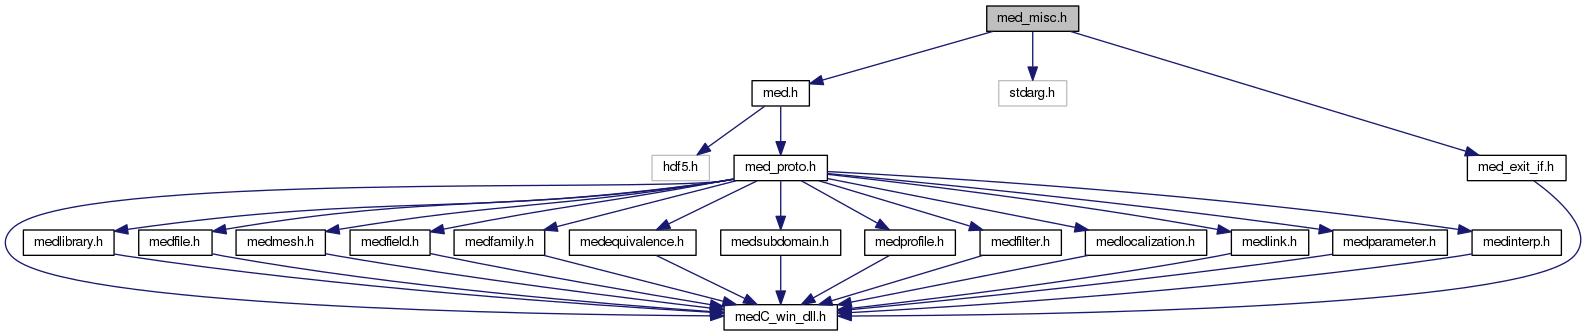 med_misc.h
med.h
stdarg.h
hdf5.h
med_proto.h
med_exit_if.h
medlibrary.h
medfile.h
medmesh.h
medfield.h
medfamily.h
medequivalence.h
medsubdomain.h
medprofile.h
medfilter.h
medlocalization.h
medlink.h
medparameter.h
medinterp.h
medC_win_dll.h